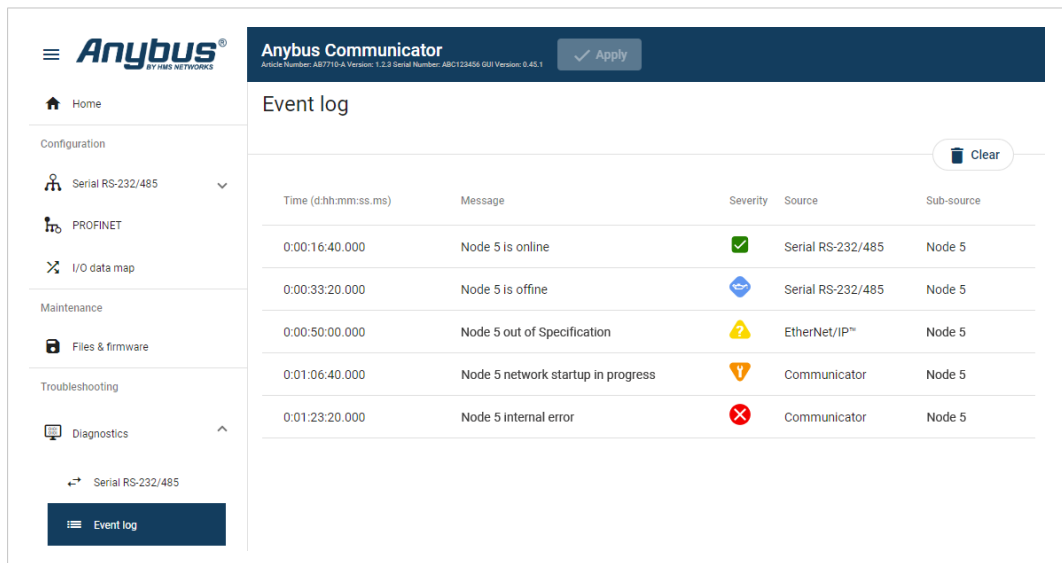 Anybus®
BY HMS NETWORKS
Anybus Communicator
Article Number: AB7710-A Version: 1.2.3 Serial Number: ABC123456 GUI Version: 0.45.1
Apply
Home
Configuration
Serial RS-232/485
PROFINET
I/O data map
Maintenance
Files & firmware
Troubleshooting
Diagnostics
Serial RS-232/485
Event log
Event log
Clear
Time (d:hh:mm:ss.ms) Message Severity Source Sub-source
0:00:16:40.000 Node 5 is online Serial RS-232/485 Node 5
0:00:33:20.000 Node 5 is offine Serial RS-232/485 Node 5
0:00:50:00.000 Node 5 out of Specification EtherNet/IP™ Node 5
0:01:06:40.000 Node 5 network startup in progress Communicator Node 5
0:01:23:20.000 Node 5 internal error Communicator Node 5